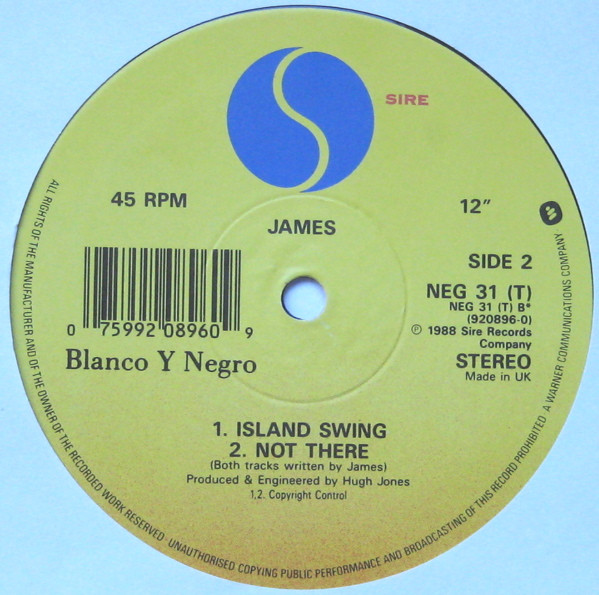 SIRE
45 RPM
12"
JAMES
SIDE 2
NEG 31 (T)
NEG 31 (T) B*
(920896-0)
℗ 1988 Sire Records
Company
STEREO
Made in UK
0 75992 08960 9
Blanco Y Negro
1. ISLAND SWING
2. NOT THERE
(Both tracks written by James)
Produced & Engineered by Hugh Jones
1,2. Copyright Control
ALL RIGHTS OF THE MANUFACTURER AND OF THE OWNER OF THE RECORDED WORK RESERVED · UNAUTHORISED COPYING PUBLIC PERFORMANCE AND BROADCASTING OF THIS RECORD PROHIBITED · A WARNER COMMUNICATIONS COMPANY